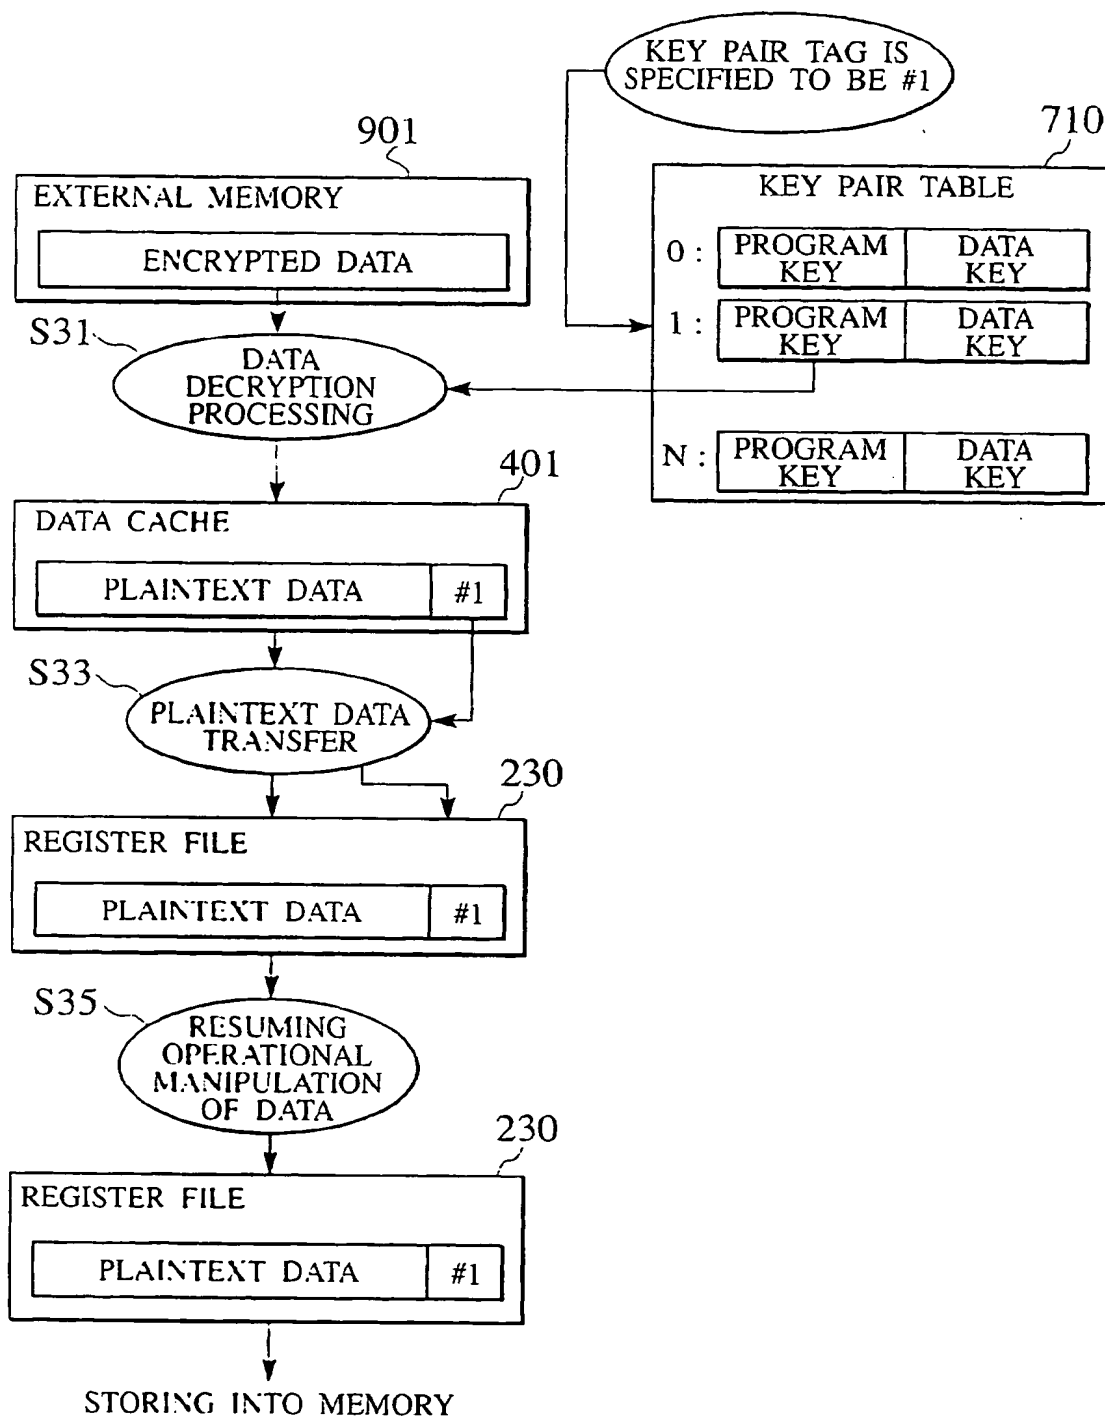 KEY PAIR TAG IS
SPECIFIED TO BE #1
901
710
EXTERNAL MEMORY
ENCRYPTED DATA
KEY PAIR TABLE
0 :
PROGRAM
KEY
DATA
KEY
1 :
PROGRAM
KEY
DATA
KEY
N :
PROGRAM
KEY
DATA
KEY
S31
DATA
DECRYPTION
PROCESSING
401
DATA CACHE
PLAINTEXT DATA
#1
S33
PLAINTEXT DATA
TRANSFER
230
REGISTER FILE
PLAINTEXT DATA
#1
S35
RESUMING
OPERATIONAL
MANIPULATION
OF DATA
230
REGISTER FILE
PLAINTEXT DATA
#1
STORING INTO MEMORY